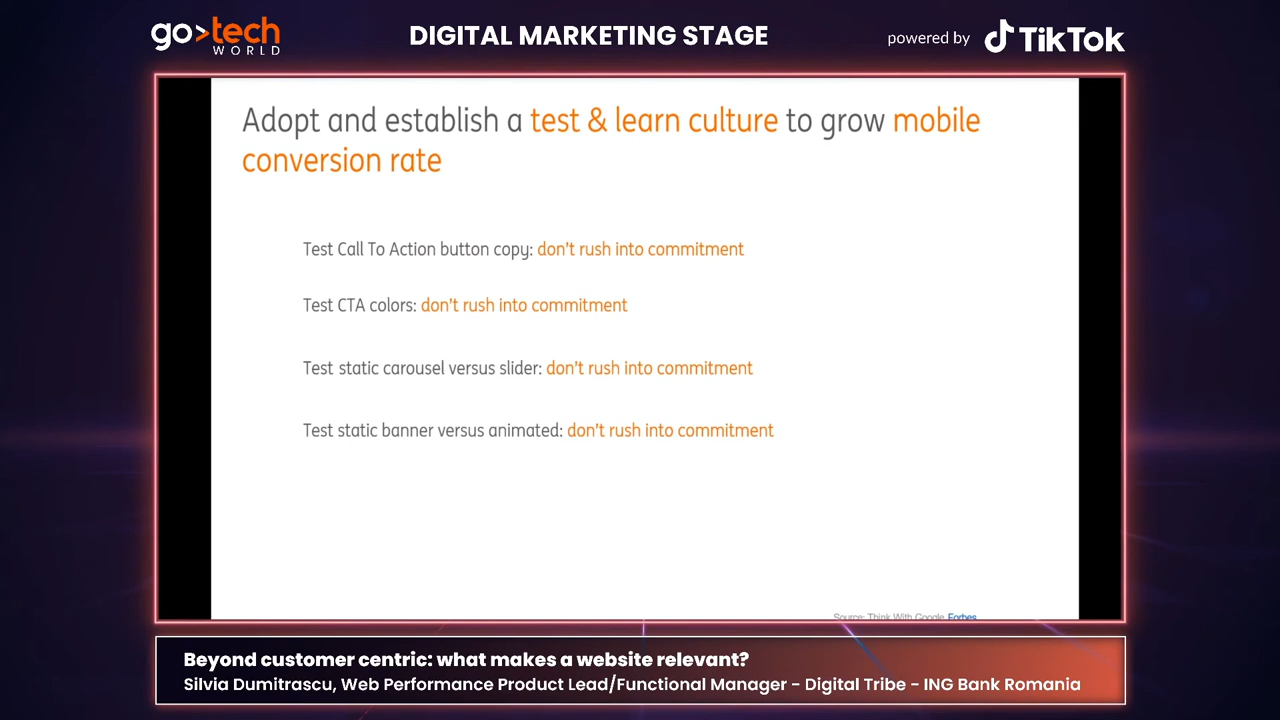 go>tech
WORLD
DIGITAL MARKETING STAGE
powered by
TikTok
Adopt and establish a test & learn culture to grow mobile
conversion rate
Test Call To Action button copy: don't rush into commitment
Test CTA colors: don't rush into commitment
Test static carousel versus slider: don't rush into commitment
Test static banner versus animated: don't rush into commitment
Source: Think With Google, Forbes
Beyond customer centric: what makes a website relevant?
Silvia Dumitrascu, Web Performance Product Lead/Functional Manager - Digital Tribe - ING Bank Romania